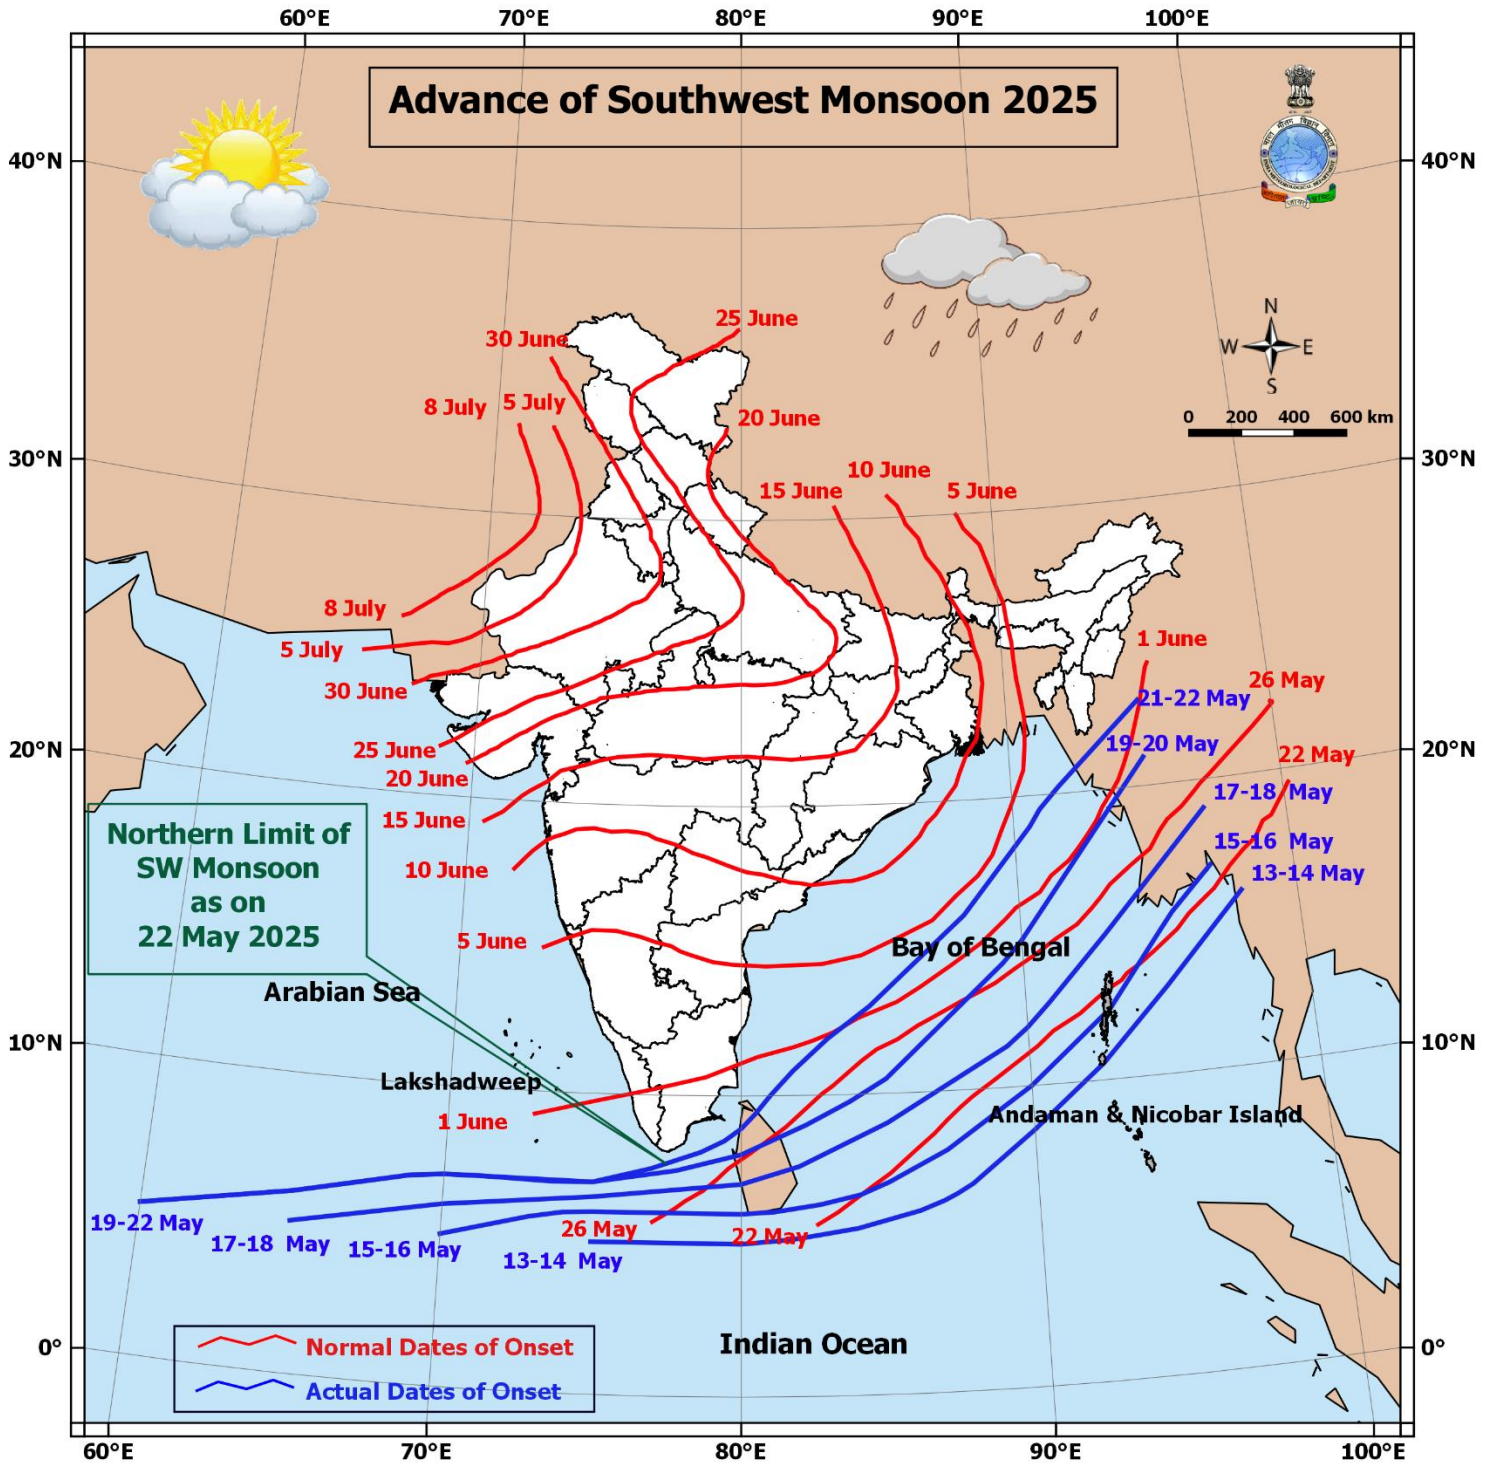 60°E 70°E 80°E 90°E 100°E
Advance of Southwest Monsoon 2025
40°N 40°N
N
W E
S
0 200 400 600 km
25 June
30 June
8 July 5 July
20 June
30°N 30°N
10 June
15 June 5 June
8 July
1 June
5 July
26 May
30 June
21-22 May
19-20 May
25 June
20°N 20°N
22 May
20 June
17-18 May
15 June
Northern Limit of
SW Monsoon
as on
22 May 2025
15-16 May
10 June
13-14 May
5 June
Bay of Bengal
Arabian Sea
10°N 10°N
Lakshadweep
Andaman & Nicobar Island
1 June
19-22 May
26 May
22 May
17-18 May
15-16 May
13-14 May
Indian Ocean
0° 0°
Normal Dates of Onset
Actual Dates of Onset
60°E 70°E 80°E 90°E 100°E